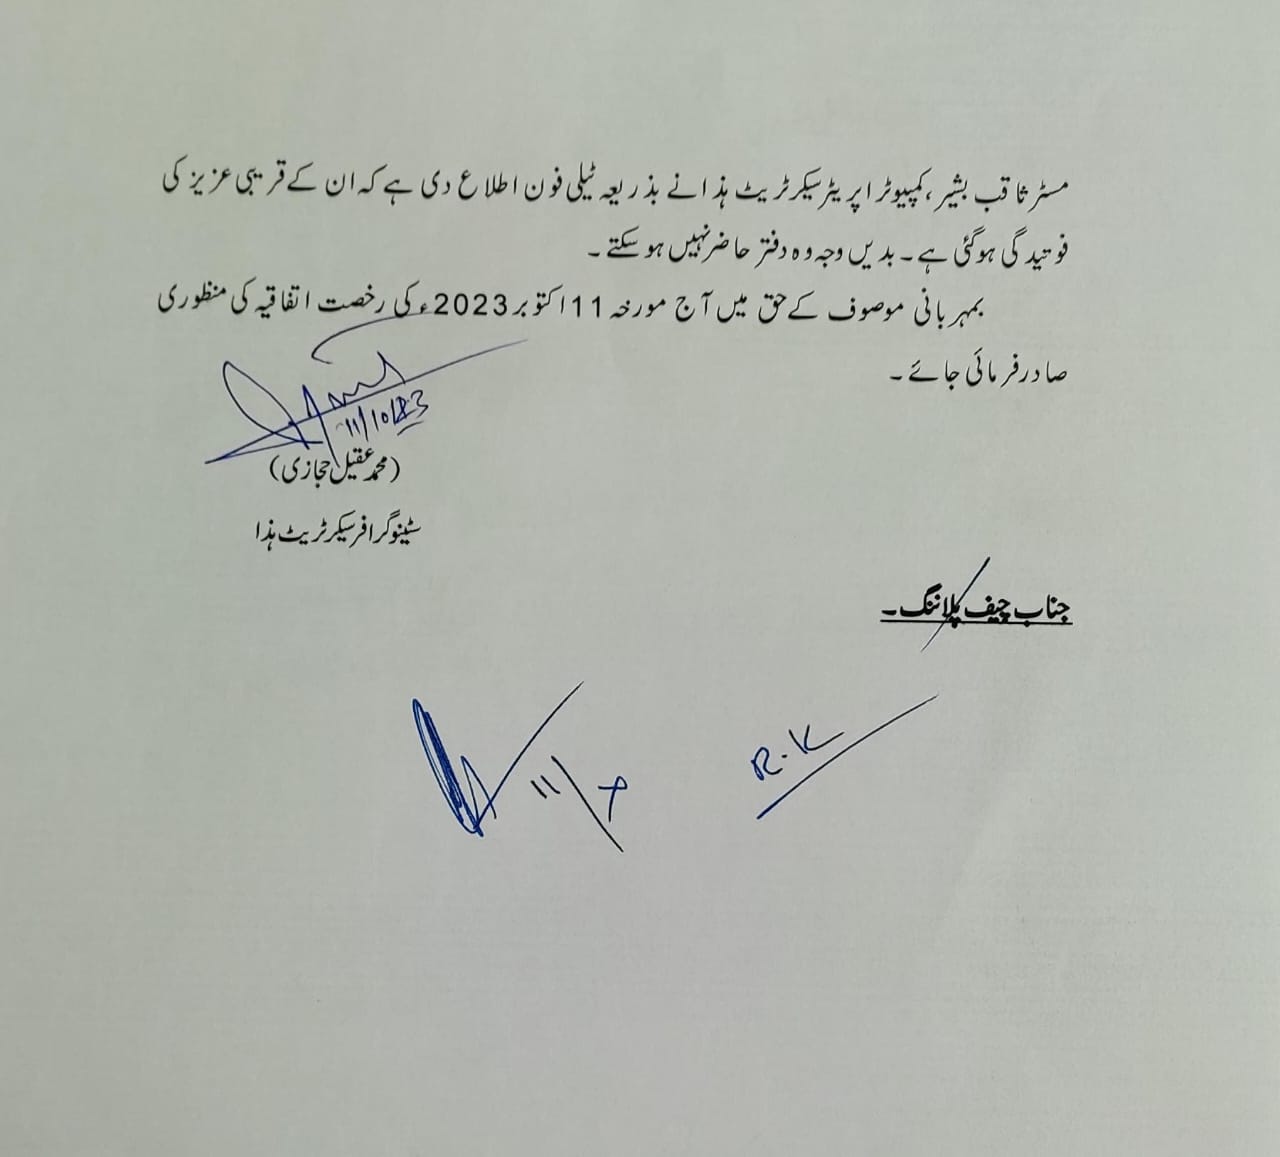 مسٹر ثاقب بشیر، کمپیوٹر اپریٹر سیکرٹریٹ ہذا نے بذریعہ ٹیلی فون اطلاع دی ہے کہ ان کے قریبی عزیز کی
فوتیدگی ہوگئی ہے۔ بدیں وجہ وہ دفتر حاضر نہیں ہو سکتے۔
بمہربانی موصوف کے حق میں آج مورخہ 11 اکتوبر 2023ء کی رخصت اتفاقیہ کی منظوری
صادر فرمائی جائے۔
11/10/23
(محمد عقیل حجازی)
سٹینوگرافر سیکرٹریٹ ہذا
جناب چیف پلاننگ۔
R.K
11/X